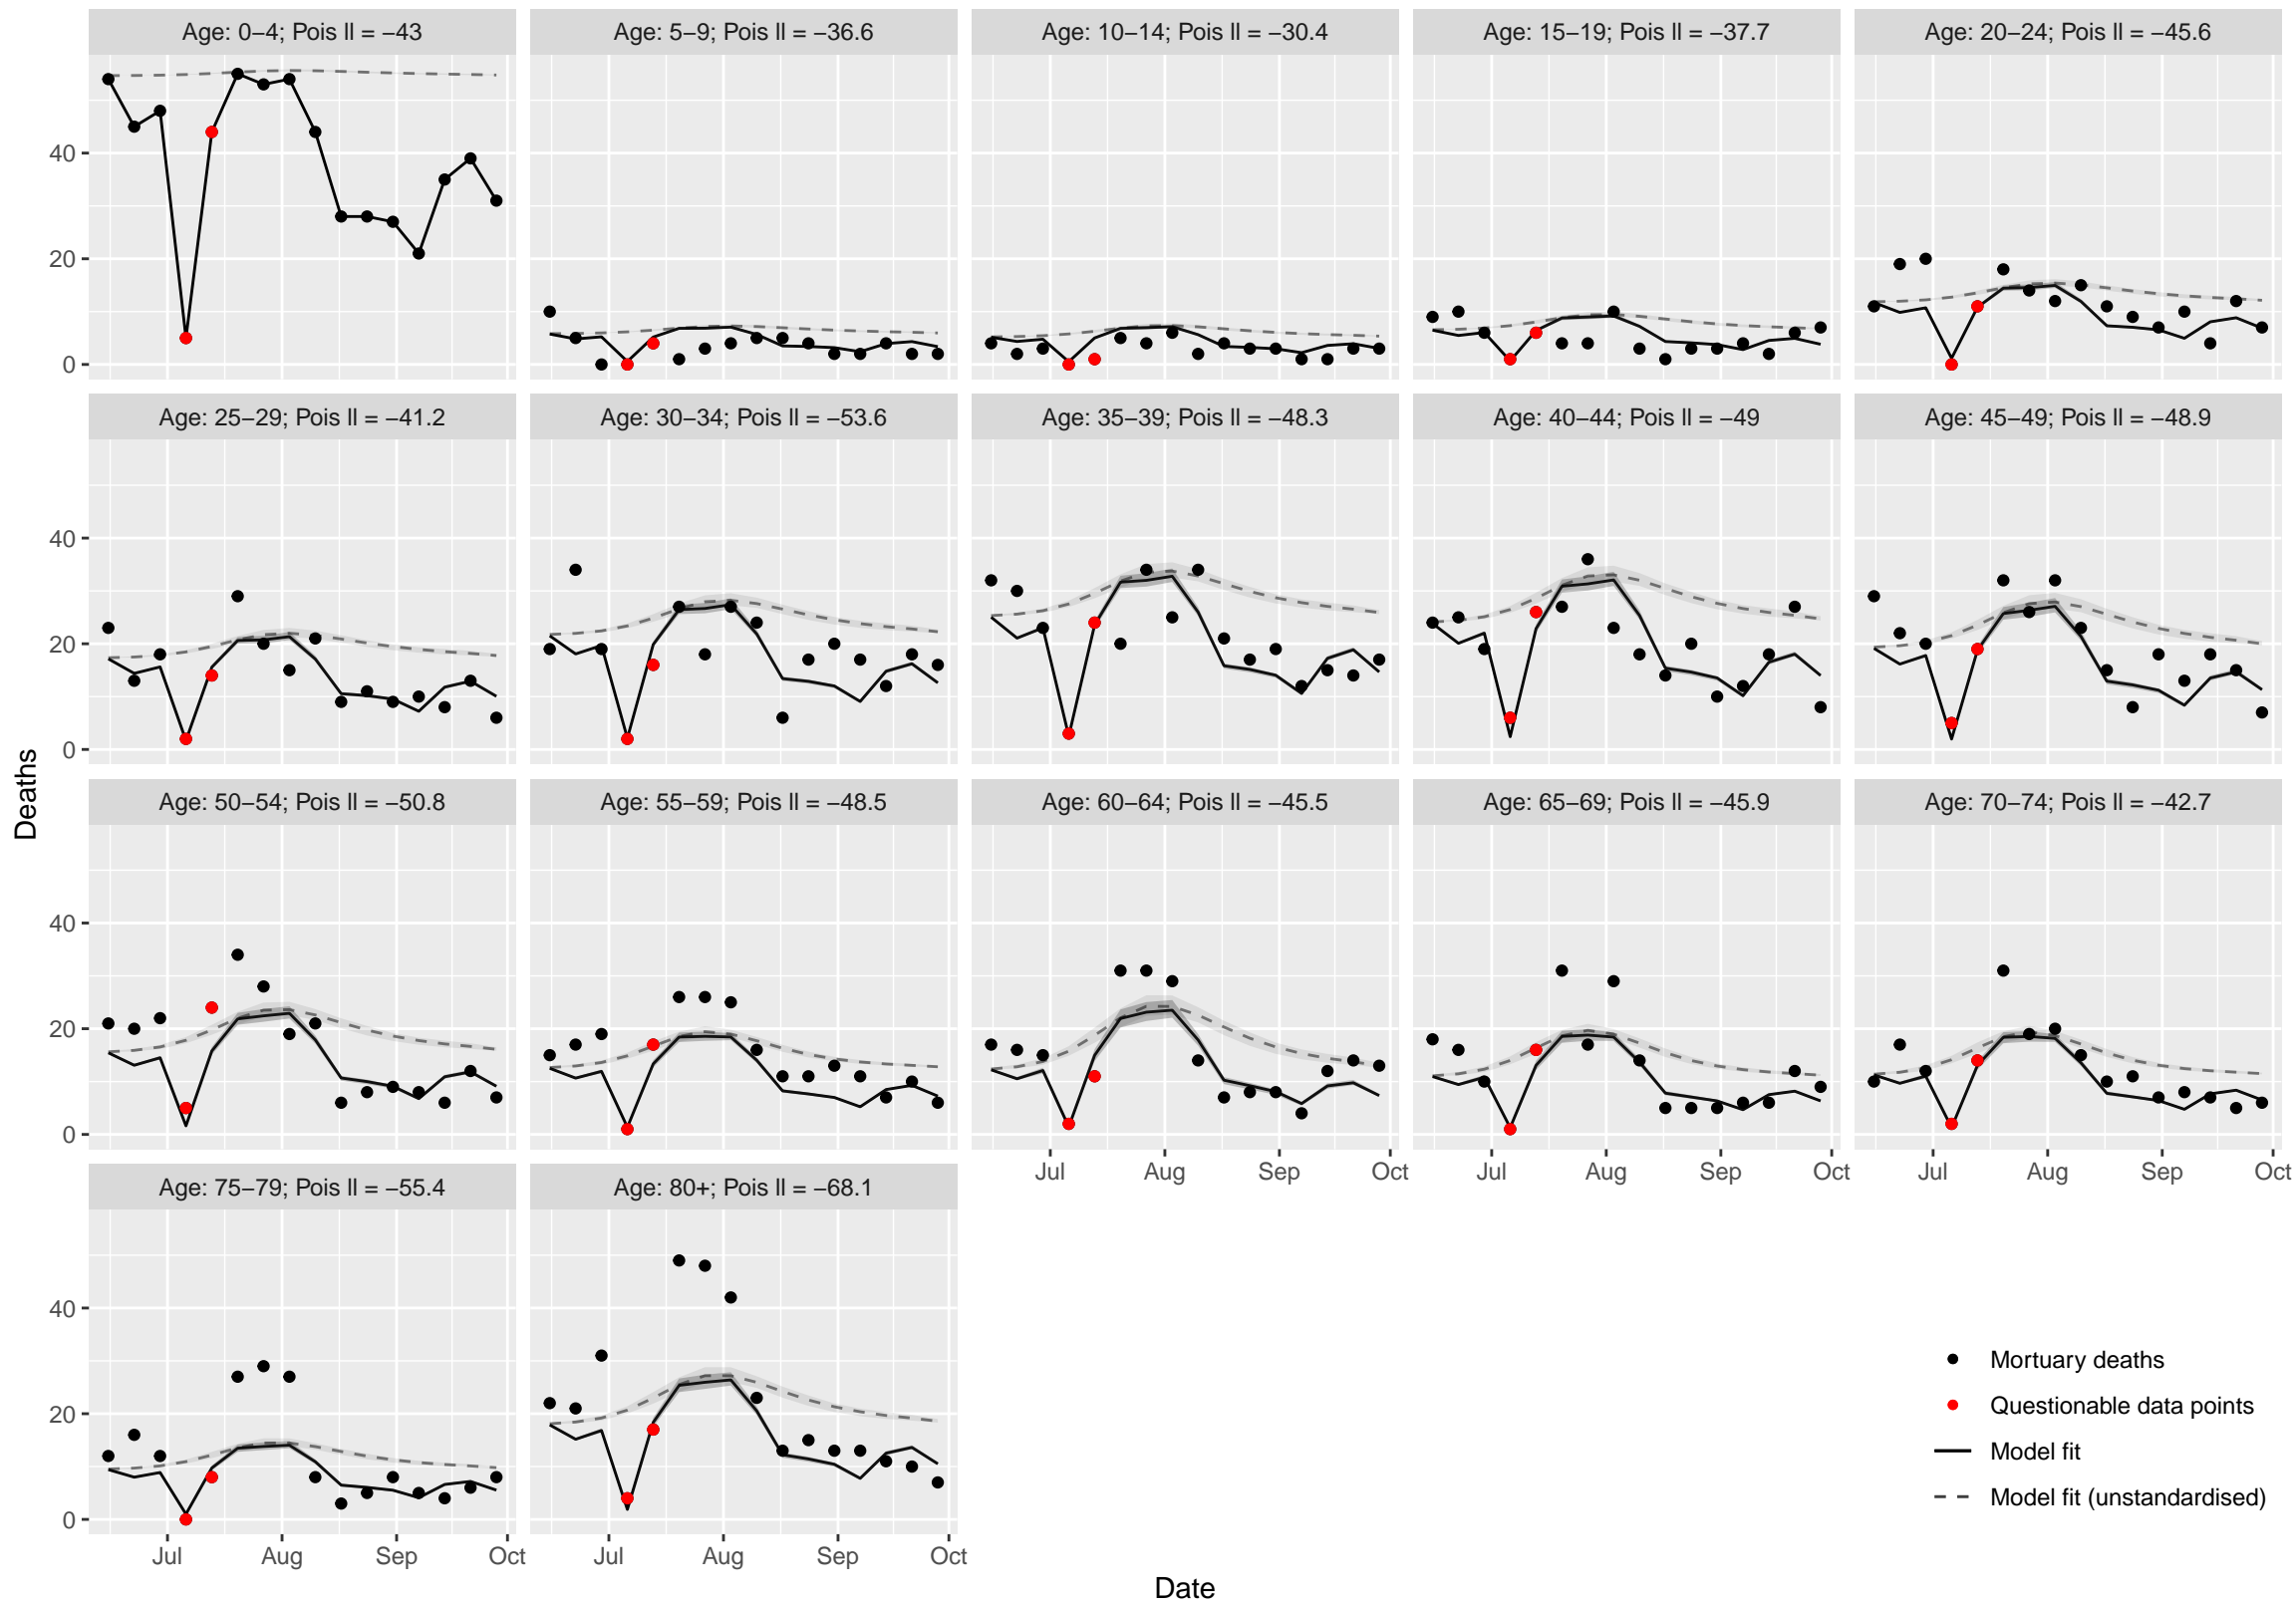 Age: 0−4; Pois ll = −43
Age: 5−9; Pois ll = −36.6
Age: 10−14; Pois ll = −30.4
Age: 15−19; Pois ll = −37.7
Age: 20−24; Pois ll = −45.6
40
20
0
Age: 25−29; Pois ll = −41.2
Age: 30−34; Pois ll = −53.6
Age: 35−39; Pois ll = −48.3
Age: 40−44; Pois ll = −49
Age: 45−49; Pois ll = −48.9
40
20
0
Deaths
Age: 50−54; Pois ll = −50.8
Age: 55−59; Pois ll = −48.5
Age: 60−64; Pois ll = −45.5
Age: 65−69; Pois ll = −45.9
Age: 70−74; Pois ll = −42.7
40
20
0
Jul Aug Sep Oct
Jul Aug Sep Oct
Jul Aug Sep Oct
Age: 75−79; Pois ll = −55.4
Age: 80+; Pois ll = −68.1
40
20
0
Jul Aug Sep Oct
Jul Aug Sep Oct
Mortuary deaths
Questionable data points
Model fit
Model fit (unstandardised)
Date